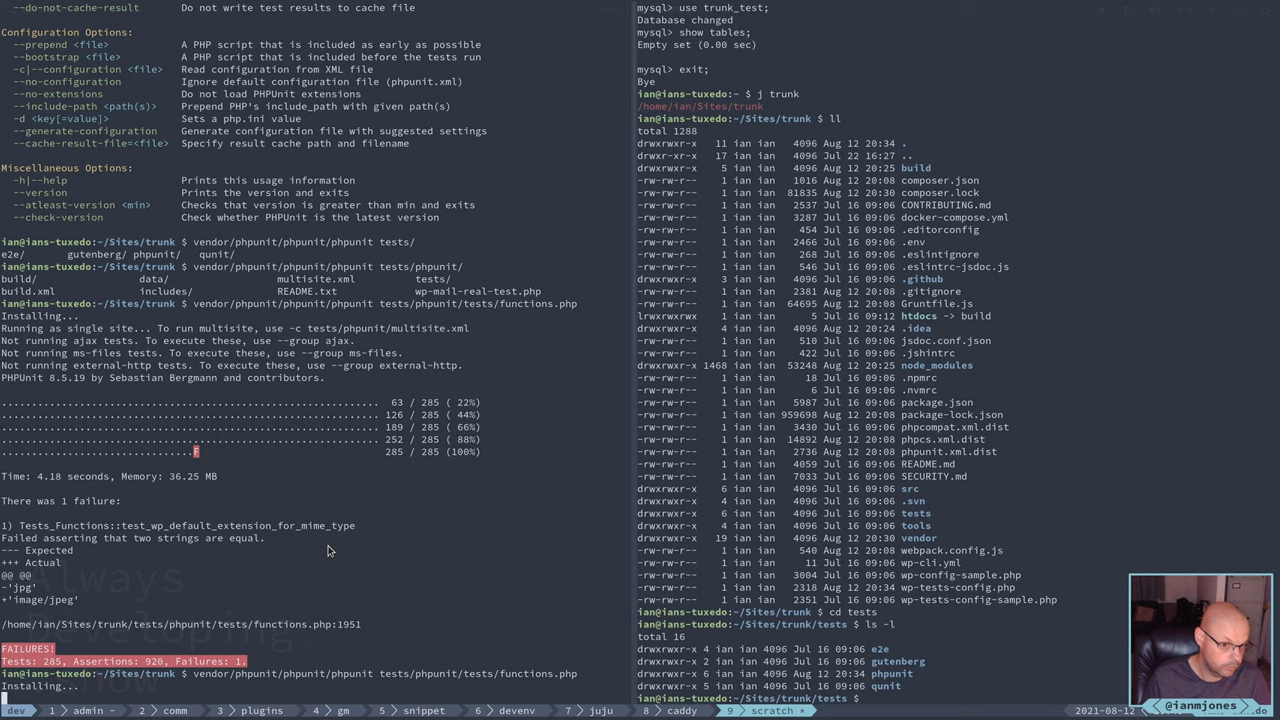 --do-not-cache-result       Do not write test results to cache file
Configuration Options:
--prepend <file>            A PHP script that is included as early as possible
--bootstrap <file>          A PHP script that is included before the tests run
-c|--configuration <file>   Read configuration from XML file
--no-configuration          Ignore default configuration file (phpunit.xml)
--no-extensions             Do not load PHPUnit extensions
--include-path <path(s)>    Prepend PHP's include_path with given path(s)
-d <key[=value]>            Sets a php.ini value
--generate-configuration    Generate configuration file with suggested settings
--cache-result-file=<file>  Specify result cache path and filename
Miscellaneous Options:
-h|--help                   Prints this usage information
--version                   Prints the version and exits
--atleast-version <min>     Checks that version is greater than min and exits
--check-version             Check whether PHPUnit is the latest version
ian@ians-tuxedo:~/Sites/trunk $ vendor/phpunit/phpunit/phpunit tests/
e2e/       gutenberg/ phpunit/   qunit/
ian@ians-tuxedo:~/Sites/trunk $ vendor/phpunit/phpunit/phpunit tests/phpunit/
build/                 data/                  multisite.xml          tests/
build.xml              includes/              README.txt             wp-mail-real-test.php
ian@ians-tuxedo:~/Sites/trunk $ vendor/phpunit/phpunit/phpunit tests/phpunit/tests/functions.php
Installing...
Running as single site... To run multisite, use -c tests/phpunit/multisite.xml
Not running ajax tests. To execute these, use --group ajax.
Not running ms-files tests. To execute these, use --group ms-files.
Not running external-http tests. To execute these, use --group external-http.
PHPUnit 8.5.19 by Sebastian Bergmann and contributors.
...............................................................  63 / 285 ( 22%)
............................................................... 126 / 285 ( 44%)
............................................................... 189 / 285 ( 66%)
............................................................... 252 / 285 ( 88%)
................................F                               285 / 285 (100%)
Time: 4.18 seconds, Memory: 36.25 MB
There was 1 failure:
1) Tests_Functions::test_wp_default_extension_for_mime_type
Failed asserting that two strings are equal.
--- Expected
+++ Actual
@@ @@
-'jpg'
+'image/jpeg'
/home/ian/Sites/trunk/tests/phpunit/tests/functions.php:1951
FAILURES!
Tests: 285, Assertions: 920, Failures: 1.
ian@ians-tuxedo:~/Sites/trunk $ vendor/phpunit/phpunit/phpunit tests/phpunit/tests/functions.php
Installing...
Always
Developing
now
mysql> use trunk_test;
Database changed
mysql> show tables;
Empty set (0.00 sec)
mysql> exit;
Bye
ian@ians-tuxedo:~ $ j trunk
/home/ian/Sites/trunk
ian@ians-tuxedo:~/Sites/trunk $ ll
total 1288
drwxrwxr-x   11 ian ian   4096 Aug 12 20:34 .
drwxrwxr-x   17 ian ian   4096 Jul 22 16:27 ..
drwxrwxr-x    5 ian ian   4096 Aug 12 20:25 build
-rw-rw-r--    1 ian ian   1016 Aug 12 20:08 composer.json
-rw-rw-r--    1 ian ian  81835 Aug 12 20:30 composer.lock
-rw-rw-r--    1 ian ian   2537 Jul 16 09:06 CONTRIBUTING.md
-rw-rw-r--    1 ian ian   3287 Jul 16 09:06 docker-compose.yml
-rw-rw-r--    1 ian ian    454 Jul 16 09:06 .editorconfig
-rw-rw-r--    1 ian ian   2466 Jul 16 09:06 .env
-rw-rw-r--    1 ian ian    268 Jul 16 09:06 .eslintignore
-rw-rw-r--    1 ian ian    546 Jul 16 09:06 .eslintrc-jsdoc.js
drwxrwxr-x    3 ian ian   4096 Aug 12 20:08 .github
-rw-rw-r--    1 ian ian   2381 Aug 12 20:08 .gitignore
-rw-rw-r--    1 ian ian  64695 Aug 12 20:08 Gruntfile.js
lrwxrwxrwx    1 ian ian      5 Jul 16 09:12 htdocs -> build
drwxrwxr-x    4 ian ian   4096 Aug 12 20:24 .idea
-rw-rw-r--    1 ian ian    510 Jul 16 09:06 jsdoc.conf.json
-rw-rw-r--    1 ian ian    422 Jul 16 09:06 .jshintrc
drwxrwxr-x 1468 ian ian  53248 Aug 12 20:25 node_modules
-rw-rw-r--    1 ian ian     18 Jul 16 09:06 .npmrc
-rw-rw-r--    1 ian ian      6 Jul 16 09:06 .nvmrc
-rw-rw-r--    1 ian ian   5987 Jul 16 09:06 package.json
-rw-rw-r--    1 ian ian 959698 Aug 12 20:08 package-lock.json
-rw-rw-r--    1 ian ian   3430 Jul 16 09:06 phpcompat.xml.dist
-rw-rw-r--    1 ian ian  14892 Aug 12 20:08 phpcs.xml.dist
-rw-rw-r--    1 ian ian   2736 Aug 12 20:08 phpunit.xml.dist
-rw-rw-r--    1 ian ian   4059 Jul 16 09:06 README.md
-rw-rw-r--    1 ian ian   7033 Jul 16 09:06 SECURITY.md
drwxrwxr-x    6 ian ian   4096 Jul 16 09:06 src
drwxrwxr-x    4 ian ian   4096 Aug 12 20:08 .svn
drwxrwxr-x    6 ian ian   4096 Jul 16 09:06 tests
drwxrwxr-x    4 ian ian   4096 Jul 16 09:06 tools
drwxrwxr-x   19 ian ian   4096 Aug 12 20:30 vendor
-rw-rw-r--    1 ian ian    540 Aug 12 20:08 webpack.config.js
-rw-rw-r--    1 ian ian     11 Jul 16 09:06 wp-cli.yml
-rw-rw-r--    1 ian ian   3004 Jul 16 09:06 wp-config-sample.php
-rw-rw-r--    1 ian ian   2318 Aug 12 20:34 wp-tests-config.php
-rw-rw-r--    1 ian ian   2351 Jul 16 09:06 wp-tests-config-sample.php
ian@ians-tuxedo:~/Sites/trunk $ cd tests
ian@ians-tuxedo:~/Sites/trunk/tests $ ls -l
total 16
drwxrwxr-x 4 ian ian 4096 Jul 16 09:06 e2e
drwxrwxr-x 2 ian ian 4096 Jul 16 09:06 gutenberg
drwxrwxr-x 6 ian ian 4096 Aug 12 20:34 phpunit
drwxrwxr-x 5 ian ian 4096 Jul 16 09:06 qunit
ian@ians-tuxedo:~/Sites/trunk/tests $
dev 1 admin - 2 comm 3 plugins 4 gm 5 snippet 6 devenv 7 juju 8 caddy 9 scratch * 2021-08-12
@ianmjones